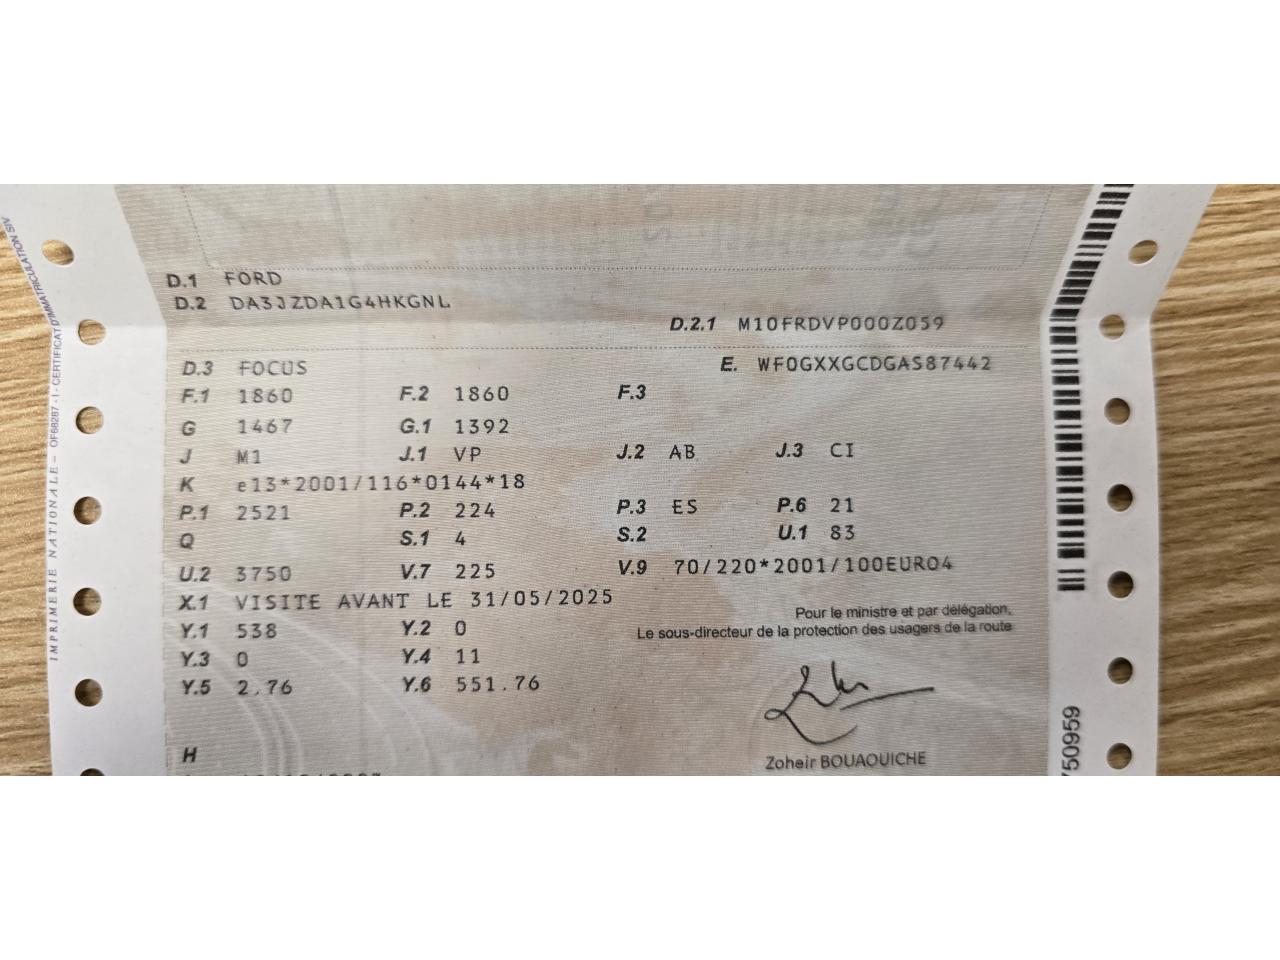 D.1 FORD
D.2 DA3JZDA1G4HKGNL
D.2.1 M10FRDVP000Z059
D.3 FOCUS E. WF0GXXGCDGAS87442
F.1 1860 F.2 1860 F.3
G 1467 G.1 1392
J M1 J.1 VP J.2 AB J.3 CI
K e13*2001/116*0144*18
P.1 2521 P.2 224 P.3 ES P.6 21
Q S.1 4 S.2 U.1 83
U.2 3750 V.7 225 V.9 70/220*2001/100EURO4
X.1 VISITE AVANT LE 31/05/2025
Pour le ministre et par délégation,
Le sous-directeur de la protection des usagers de la route
Y.1 538 Y.2 0
Y.3 0 Y.4 11
Y.5 2.76 Y.6 551.76
H
Zoheir BOUAOUICHE
IMPRIMERIE NATIONALE – OF68287 - I - CERTIFICAT D'IMMATRICULATION SIV
750959